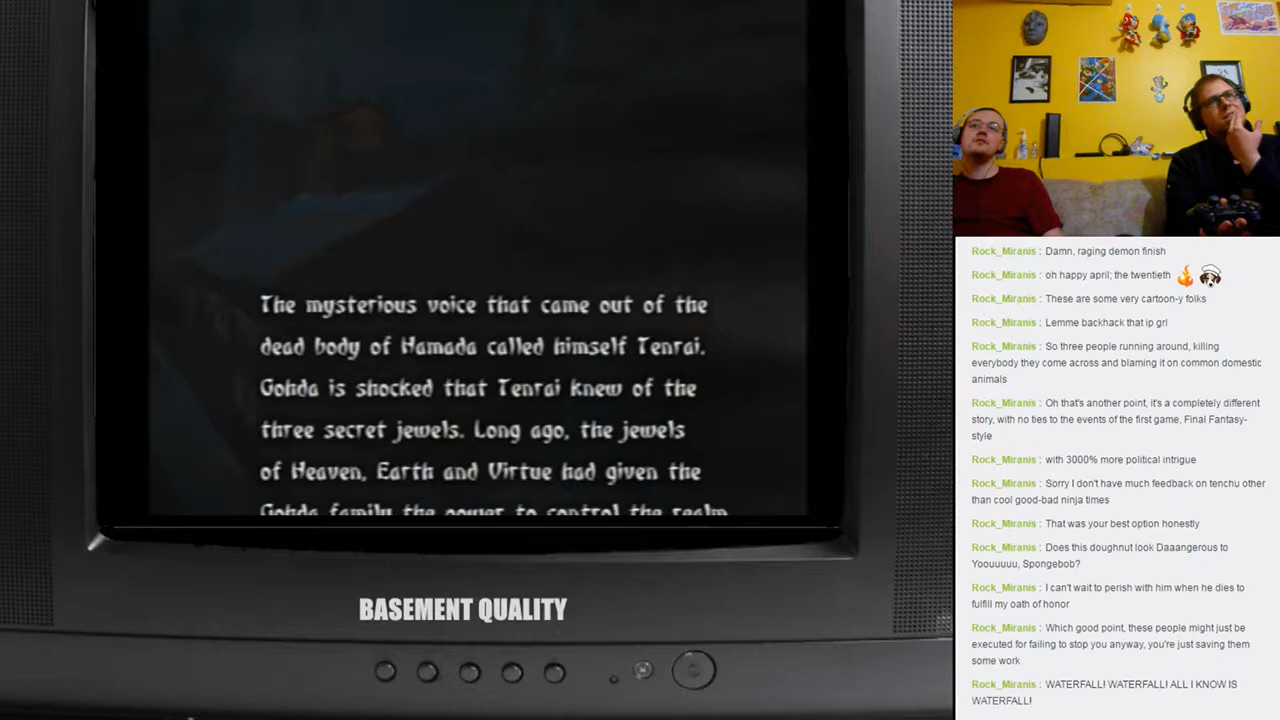 The mysterious voice that came out of the
dead body of Hamada called himself Tenrai.
Gohda is shocked that Tenrai knew of the
three secret jewels. Long ago, the jewels
of Heaven, Earth and Virtue had given the
Gohda family the power to control the realm
BASEMENT QUALITY
Rock_Miranis : Damn, raging demon finish
Rock_Miranis : oh happy april; the twentieth
Rock_Miranis : These are some very cartoon-y folks
Rock_Miranis : Lemme backhack that ip grl
Rock_Miranis : So three people running around, killing
everybody they come across and blaming it on common domestic
animals
Rock_Miranis : Oh that's another point, it's a completely different
story, with no ties to the events of the first game, Final Fantasy-
style
Rock_Miranis : with 3000% more political intrigue
Rock_Miranis : Sorry I don't have much feedback on tenchu other
than cool good-bad ninja times
Rock_Miranis : That was your best option honestly
Rock_Miranis : Does this doughnut look Daaangerous to
Yoouuuuu, Spongebob?
Rock_Miranis : I can't wait to perish with him when he dies to
fulfill my oath of honor
Rock_Miranis : Which good point, these people might just be
executed for failing to stop you anyway, you're just saving them
some work
Rock_Miranis : WATERFALL! WATERFALL! ALL I KNOW IS
WATERFALL!